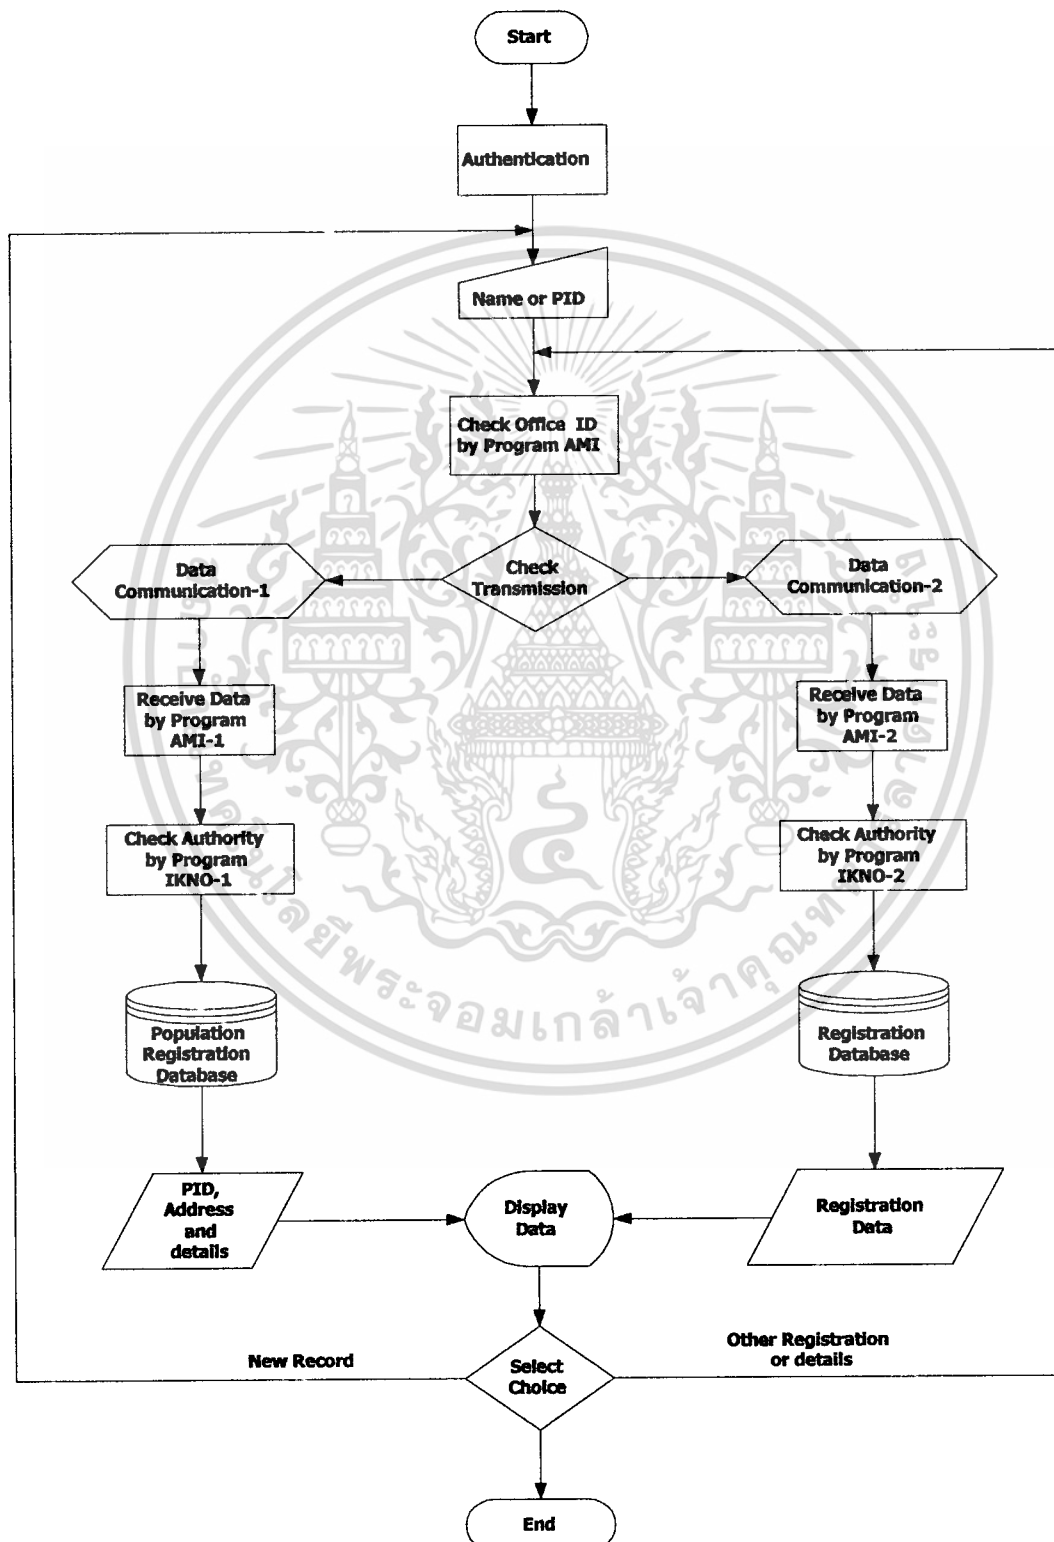 Start
Authentication
Name or PID
Check Office ID
by Program AMI
Check
Transmission
Data
Communication-1
Data
Communication-2
Receive Data
by Program
AMI-1
Receive Data
by Program
AMI-2
Check Authority
by Program
IKNO-1
Check Authority
by Program
IKNO-2
Population
Registration
Database
Registration
Database
PID,
Address
and
details
Display
Data
Registration
Data
New Record
Select
Choice
Other Registration
or details
End